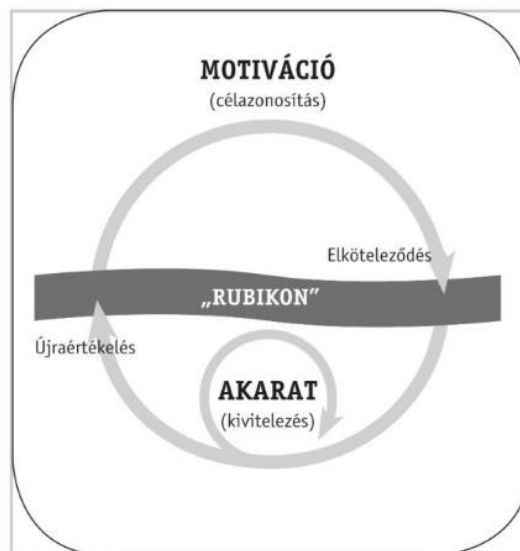 MOTIVÁCIÓ
(célazonosítás)
Elköteleződés
„RUBIKON”
Újraértékelés
AKARAT
(kivitelezés)